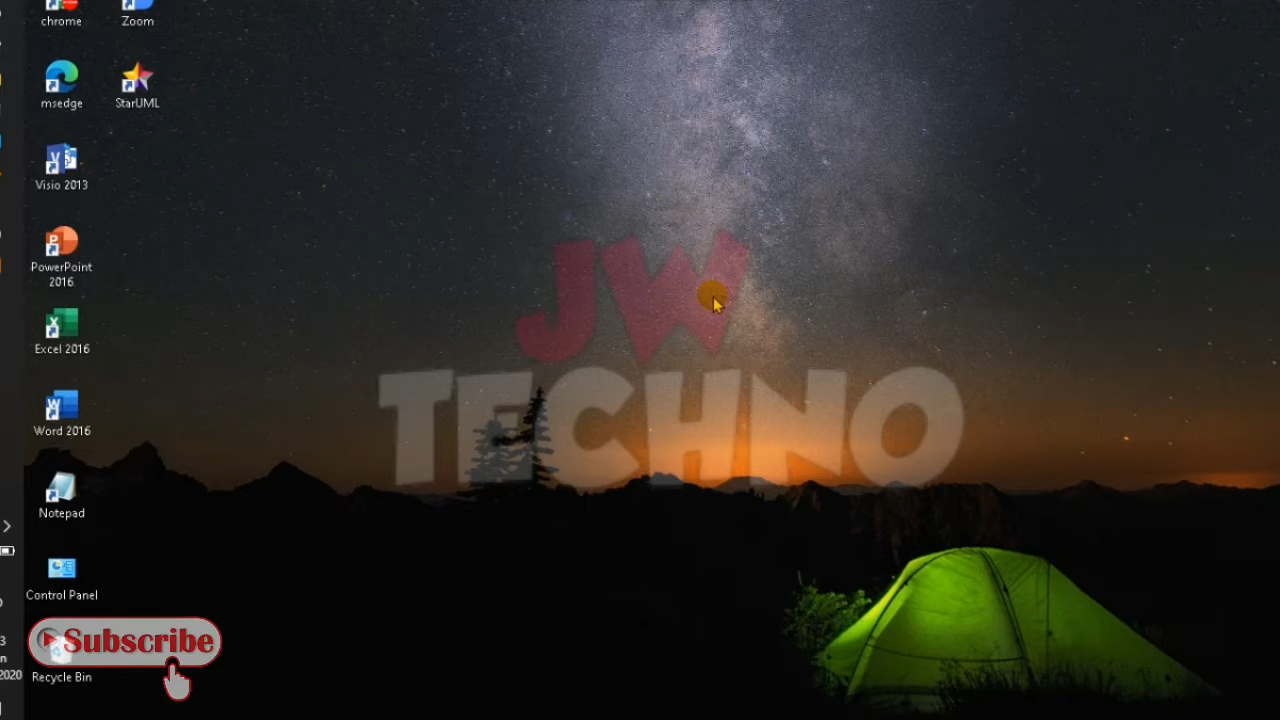 chrome
Zoom
msedge
StarUML
Visio 2013
PowerPoint
2016
Excel 2016
Word 2016
Notepad
Control Panel
Subscribe
Recycle Bin
JW
TECHNO
2020